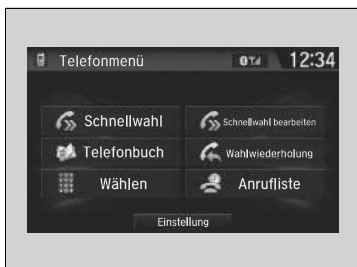 Telefonmenü 12:34
Schnellwahl Schnellwahl bearbeiten
Telefonbuch Wahlwiederholung
Wählen Anrufliste
Einstellung